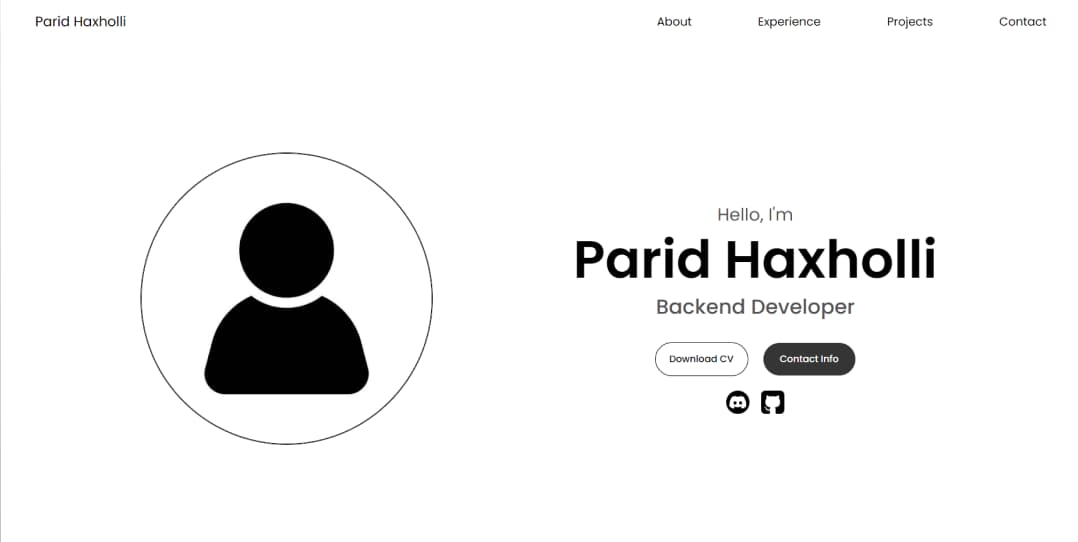 Parid Haxholli
About
Experience
Projects
Contact
Hello, I'm
Parid Haxholli
Backend Developer
Download CV
Contact Info